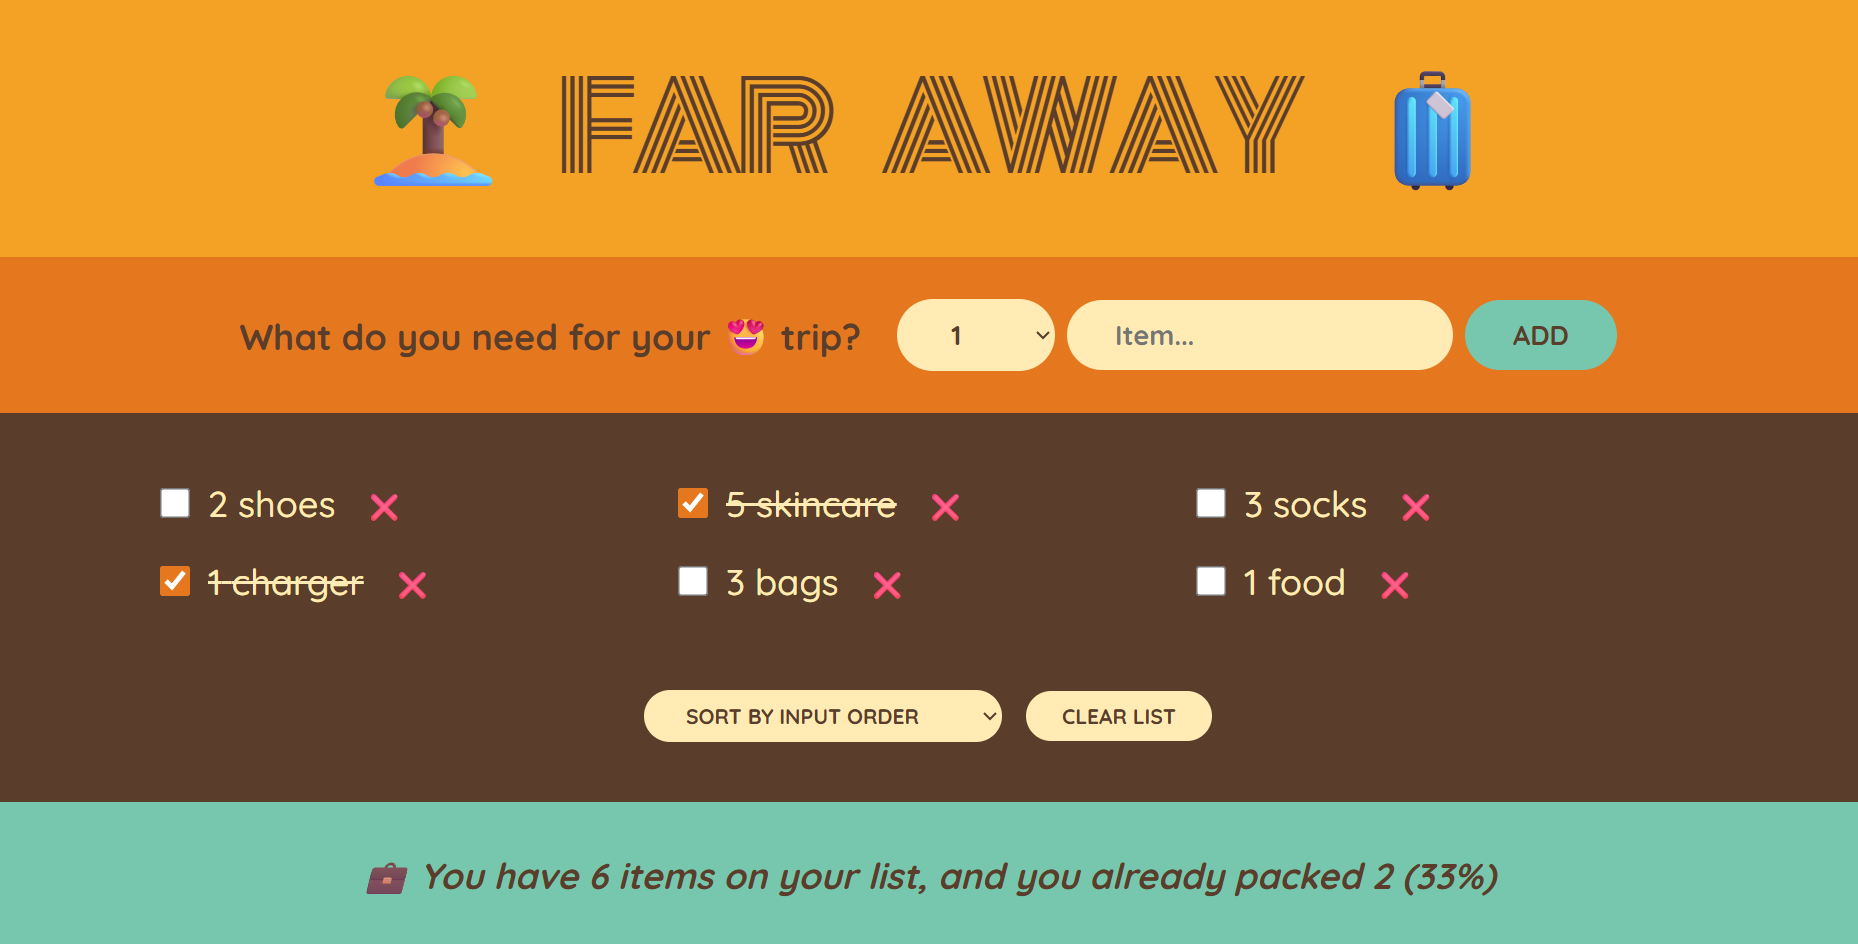 FAR AWAY
What do you need for your 😍 trip? 1 Item... ADD
2 shoes ❌ 5 skincare ❌ 3 socks ❌
1 charger ❌ 3 bags ❌ 1 food ❌
SORT BY INPUT ORDER CLEAR LIST
💼 You have 6 items on your list, and you already packed 2 (33%)